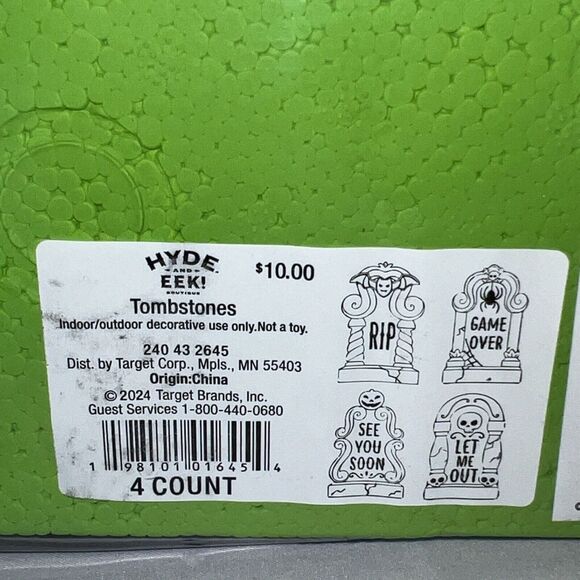 HYDE
AND
EEK!
BOUTIQUE
$10.00
Tombstones
Indoor/outdoor decorative use only.Not a toy.
240 43 2645
Dist. by Target Corp., Mpls., MN 55403
Origin:China
© 2024 Target Brands, Inc.
Guest Services 1-800-440-0680
1 98101 01645 4
4 COUNT
RIP
GAME
OVER
SEE
YOU
SOON
LET
ME
OUT